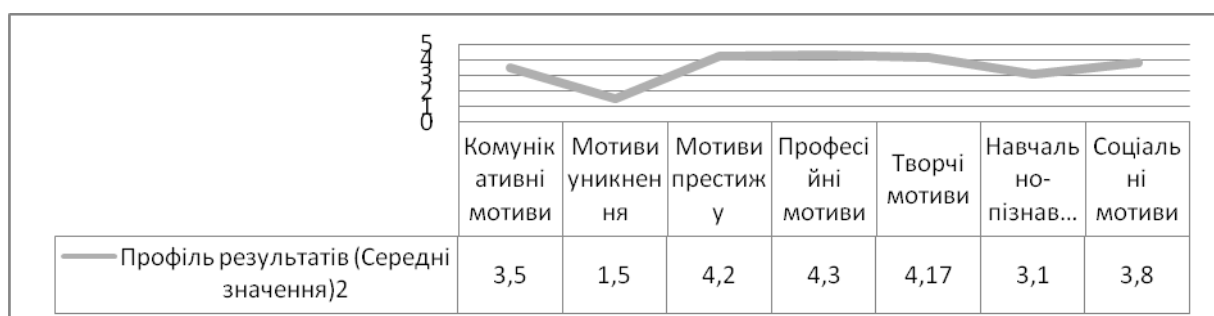 5
4
3
2
1
0
Комунік
ативні
мотиви
Мотиви
уникнен
ня
Мотиви
престиж
у
Професі
йні
мотиви
Творчі
мотиви
Навчаль
но-
пізнав...
Соціаль
ні
мотиви
Профіль результатів (Середні
значення)2
3,5
1,5
4,2
4,3
4,17
3,1
3,8